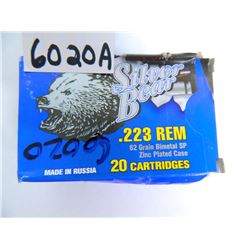 6020A
Silver
Bear
.223 REM
62 Grain Bimetal SP
Zinc Plated Case
MADE IN RUSSIA
20 CARTRIDGES